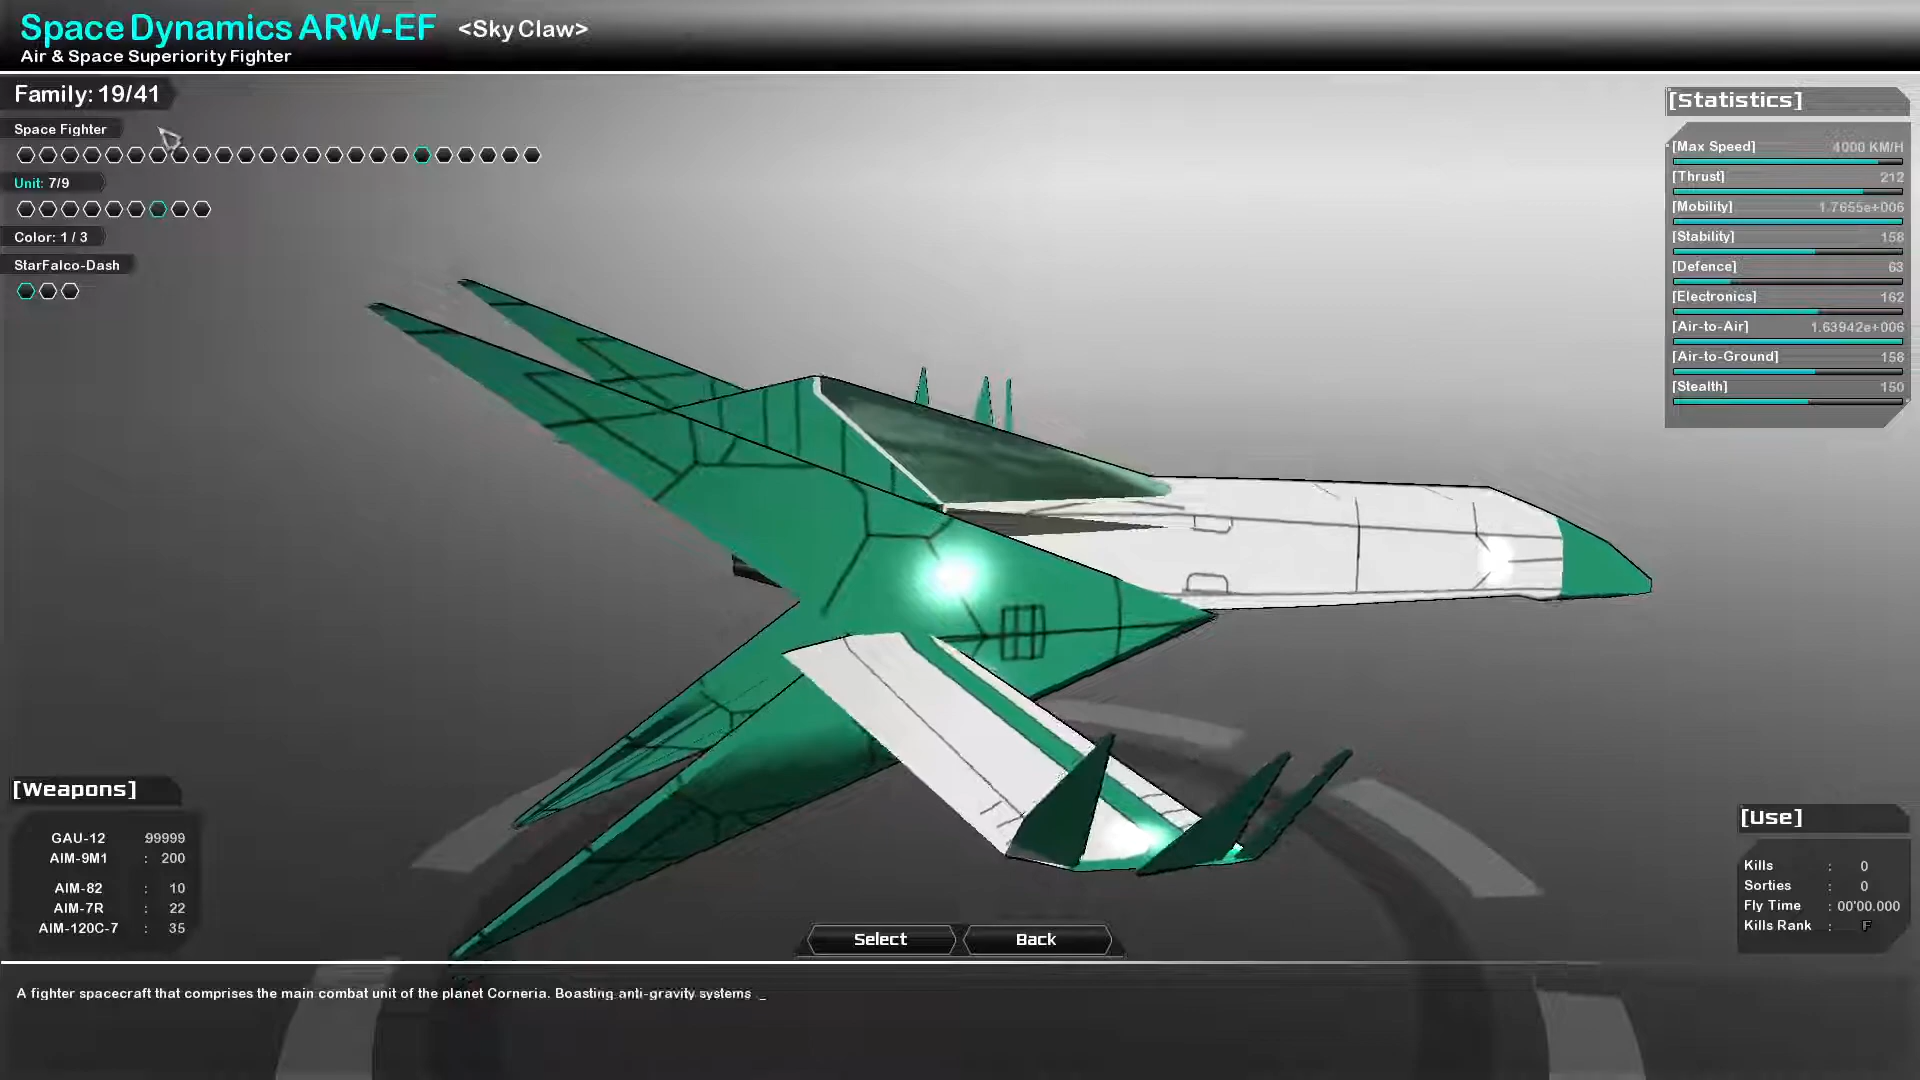 Space Dynamics ARW-EF <Sky Claw>
Air & Space Superiority Fighter
Family: 19/41
Space Fighter
Unit: 7/9
Color: 1 / 3
StarFalco-Dash
[Statistics]
[Max Speed] 4000 KM/H
[Thrust] 212
[Mobility] 1.7655e+006
[Stability] 158
[Defence] 63
[Electronics] 162
[Air-to-Air] 1.63942e+006
[Air-to-Ground] 158
[Stealth] 150
[Weapons]
GAU-12 99999
AIM-9M1 : 200
AIM-82 : 10
AIM-7R : 22
AIM-120C-7 : 35
[Use]
Kills : 0
Sorties : 0
Fly Time : 00'00.000
Kills Rank : F
Select Back
A fighter spacecraft that comprises the main combat unit of the planet Corneria. Boasting anti-gravity systems _